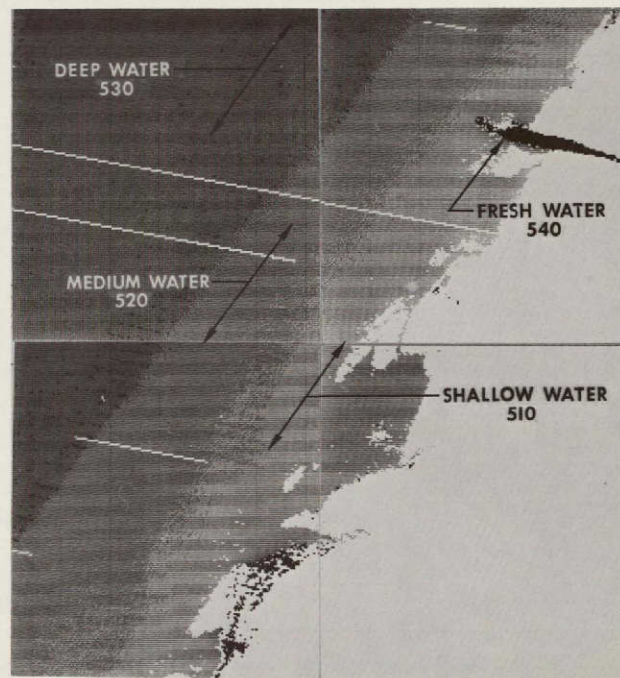 DEEP WATER
530
FRESH WATER
540
MEDIUM WATER
520
SHALLOW WATER
510